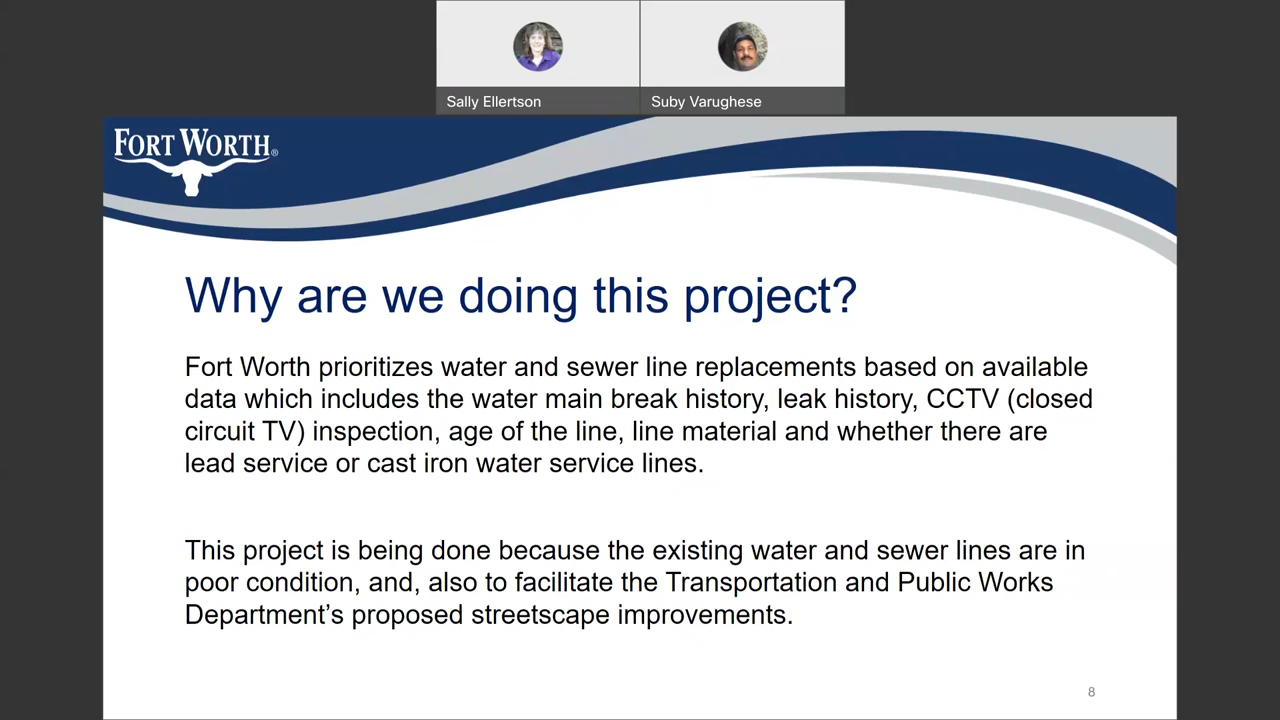 Sally Ellertson
Suby Varughese
FORT WORTH®
Why are we doing this project?
Fort Worth prioritizes water and sewer line replacements based on available
data which includes the water main break history, leak history, CCTV (closed
circuit TV) inspection, age of the line, line material and whether there are
lead service or cast iron water service lines.
This project is being done because the existing water and sewer lines are in
poor condition, and, also to facilitate the Transportation and Public Works
Department’s proposed streetscape improvements.
8